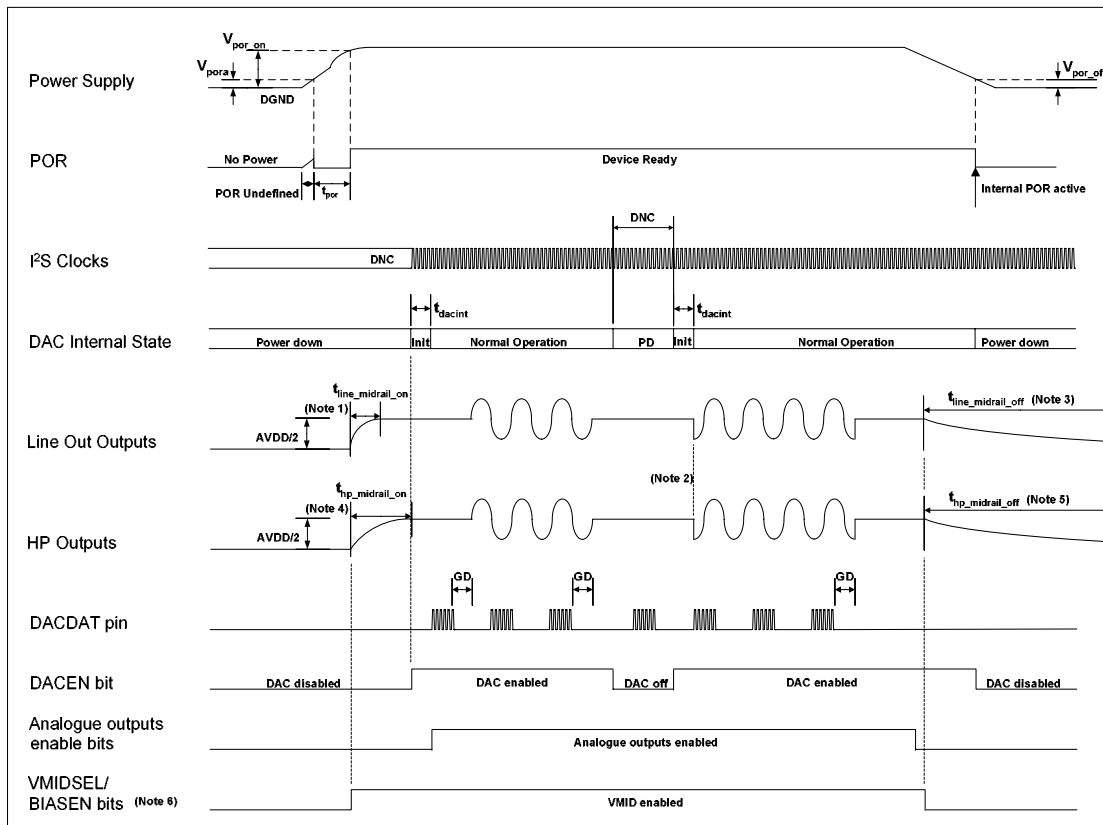 Vpor_on
Vpora
Power Supply
DGND
Vpor_off
POR
No Power
Device Ready
POR Undefined
tpor
Internal POR active
DNC
I²S Clocks
DNC
tdacint
tdacint
DAC Internal State
Power down
Init
Normal Operation
PD
Init
Normal Operation
Power down
tline_midrail_on
(Note 1)
tline_midrail_off (Note 3)
Line Out Outputs
AVDD/2
(Note 2)
thp_midrail_on
(Note 4)
thp_midrail_off (Note 5)
HP Outputs
AVDD/2
GD
GD
GD
DACDAT pin
DACEN bit
DAC disabled
DAC enabled
DAC off
DAC enabled
DAC disabled
Analogue outputs
enable bits
Analogue outputs enabled
VMIDSEL/
BIASEN bits (Note 6)
VMID enabled